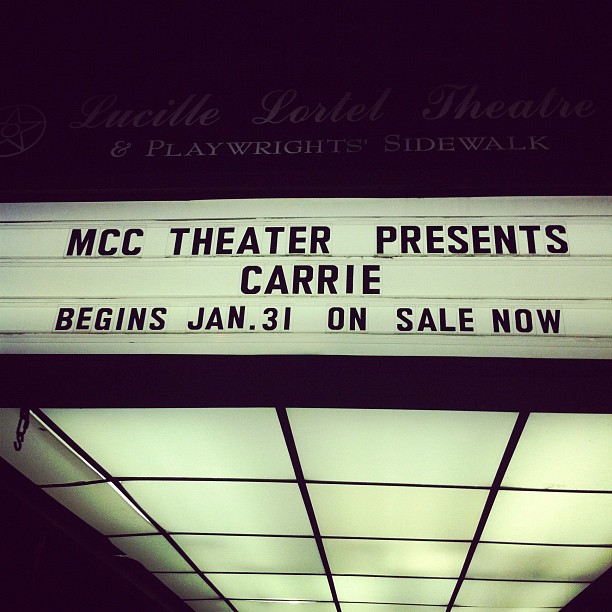 Lucille Lortel Theatre
& PLAYWRIGHTS' SIDEWALK
MCC THEATER PRESENTS
CARRIE
BEGINS JAN.31 ON SALE NOW